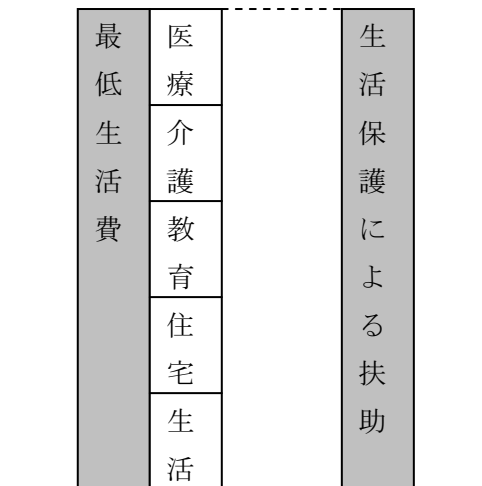 最低生活費
医療
介護
教育
住宅
生活
生活保護による扶助